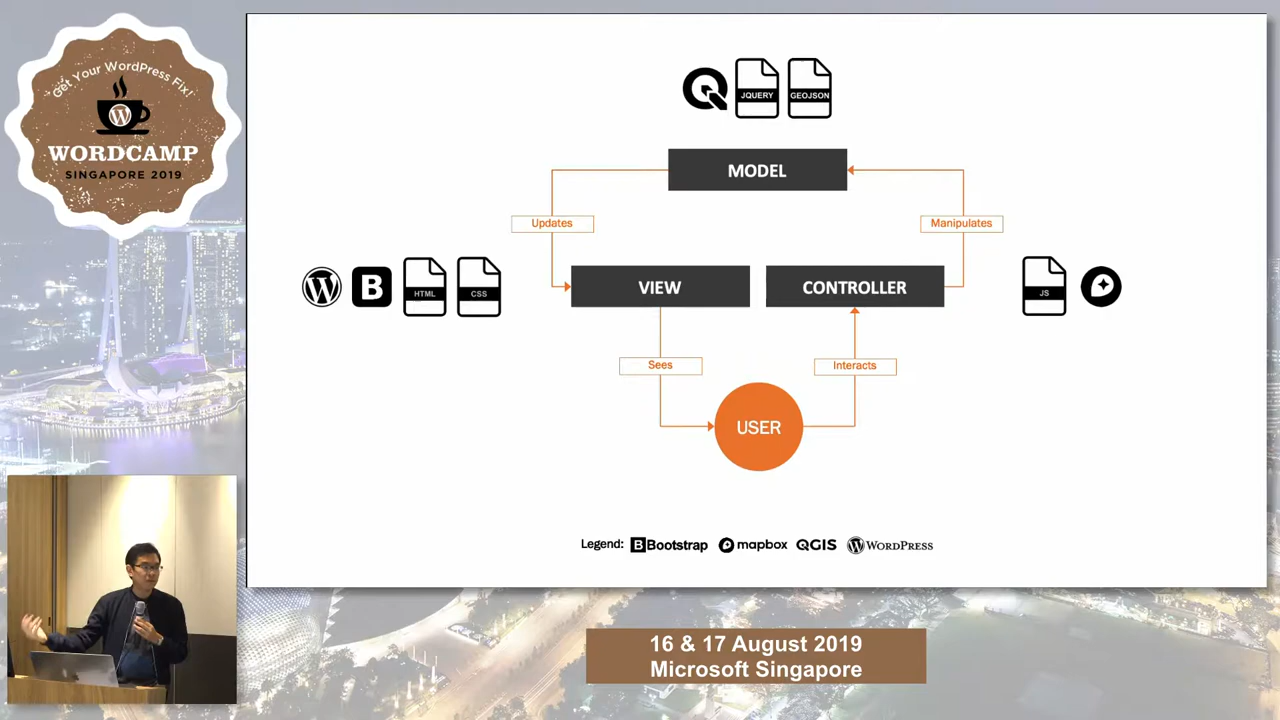 Get Your WordPress Fix!
WORDCAMP
SINGAPORE 2019
JQUERY
GEOJSON
MODEL
Updates
Manipulates
HTML
CSS
VIEW
CONTROLLER
JS
Sees
Interacts
USER
Legend: Bootstrap mapbox QGIS WORDPRESS
16 & 17 August 2019
Microsoft Singapore